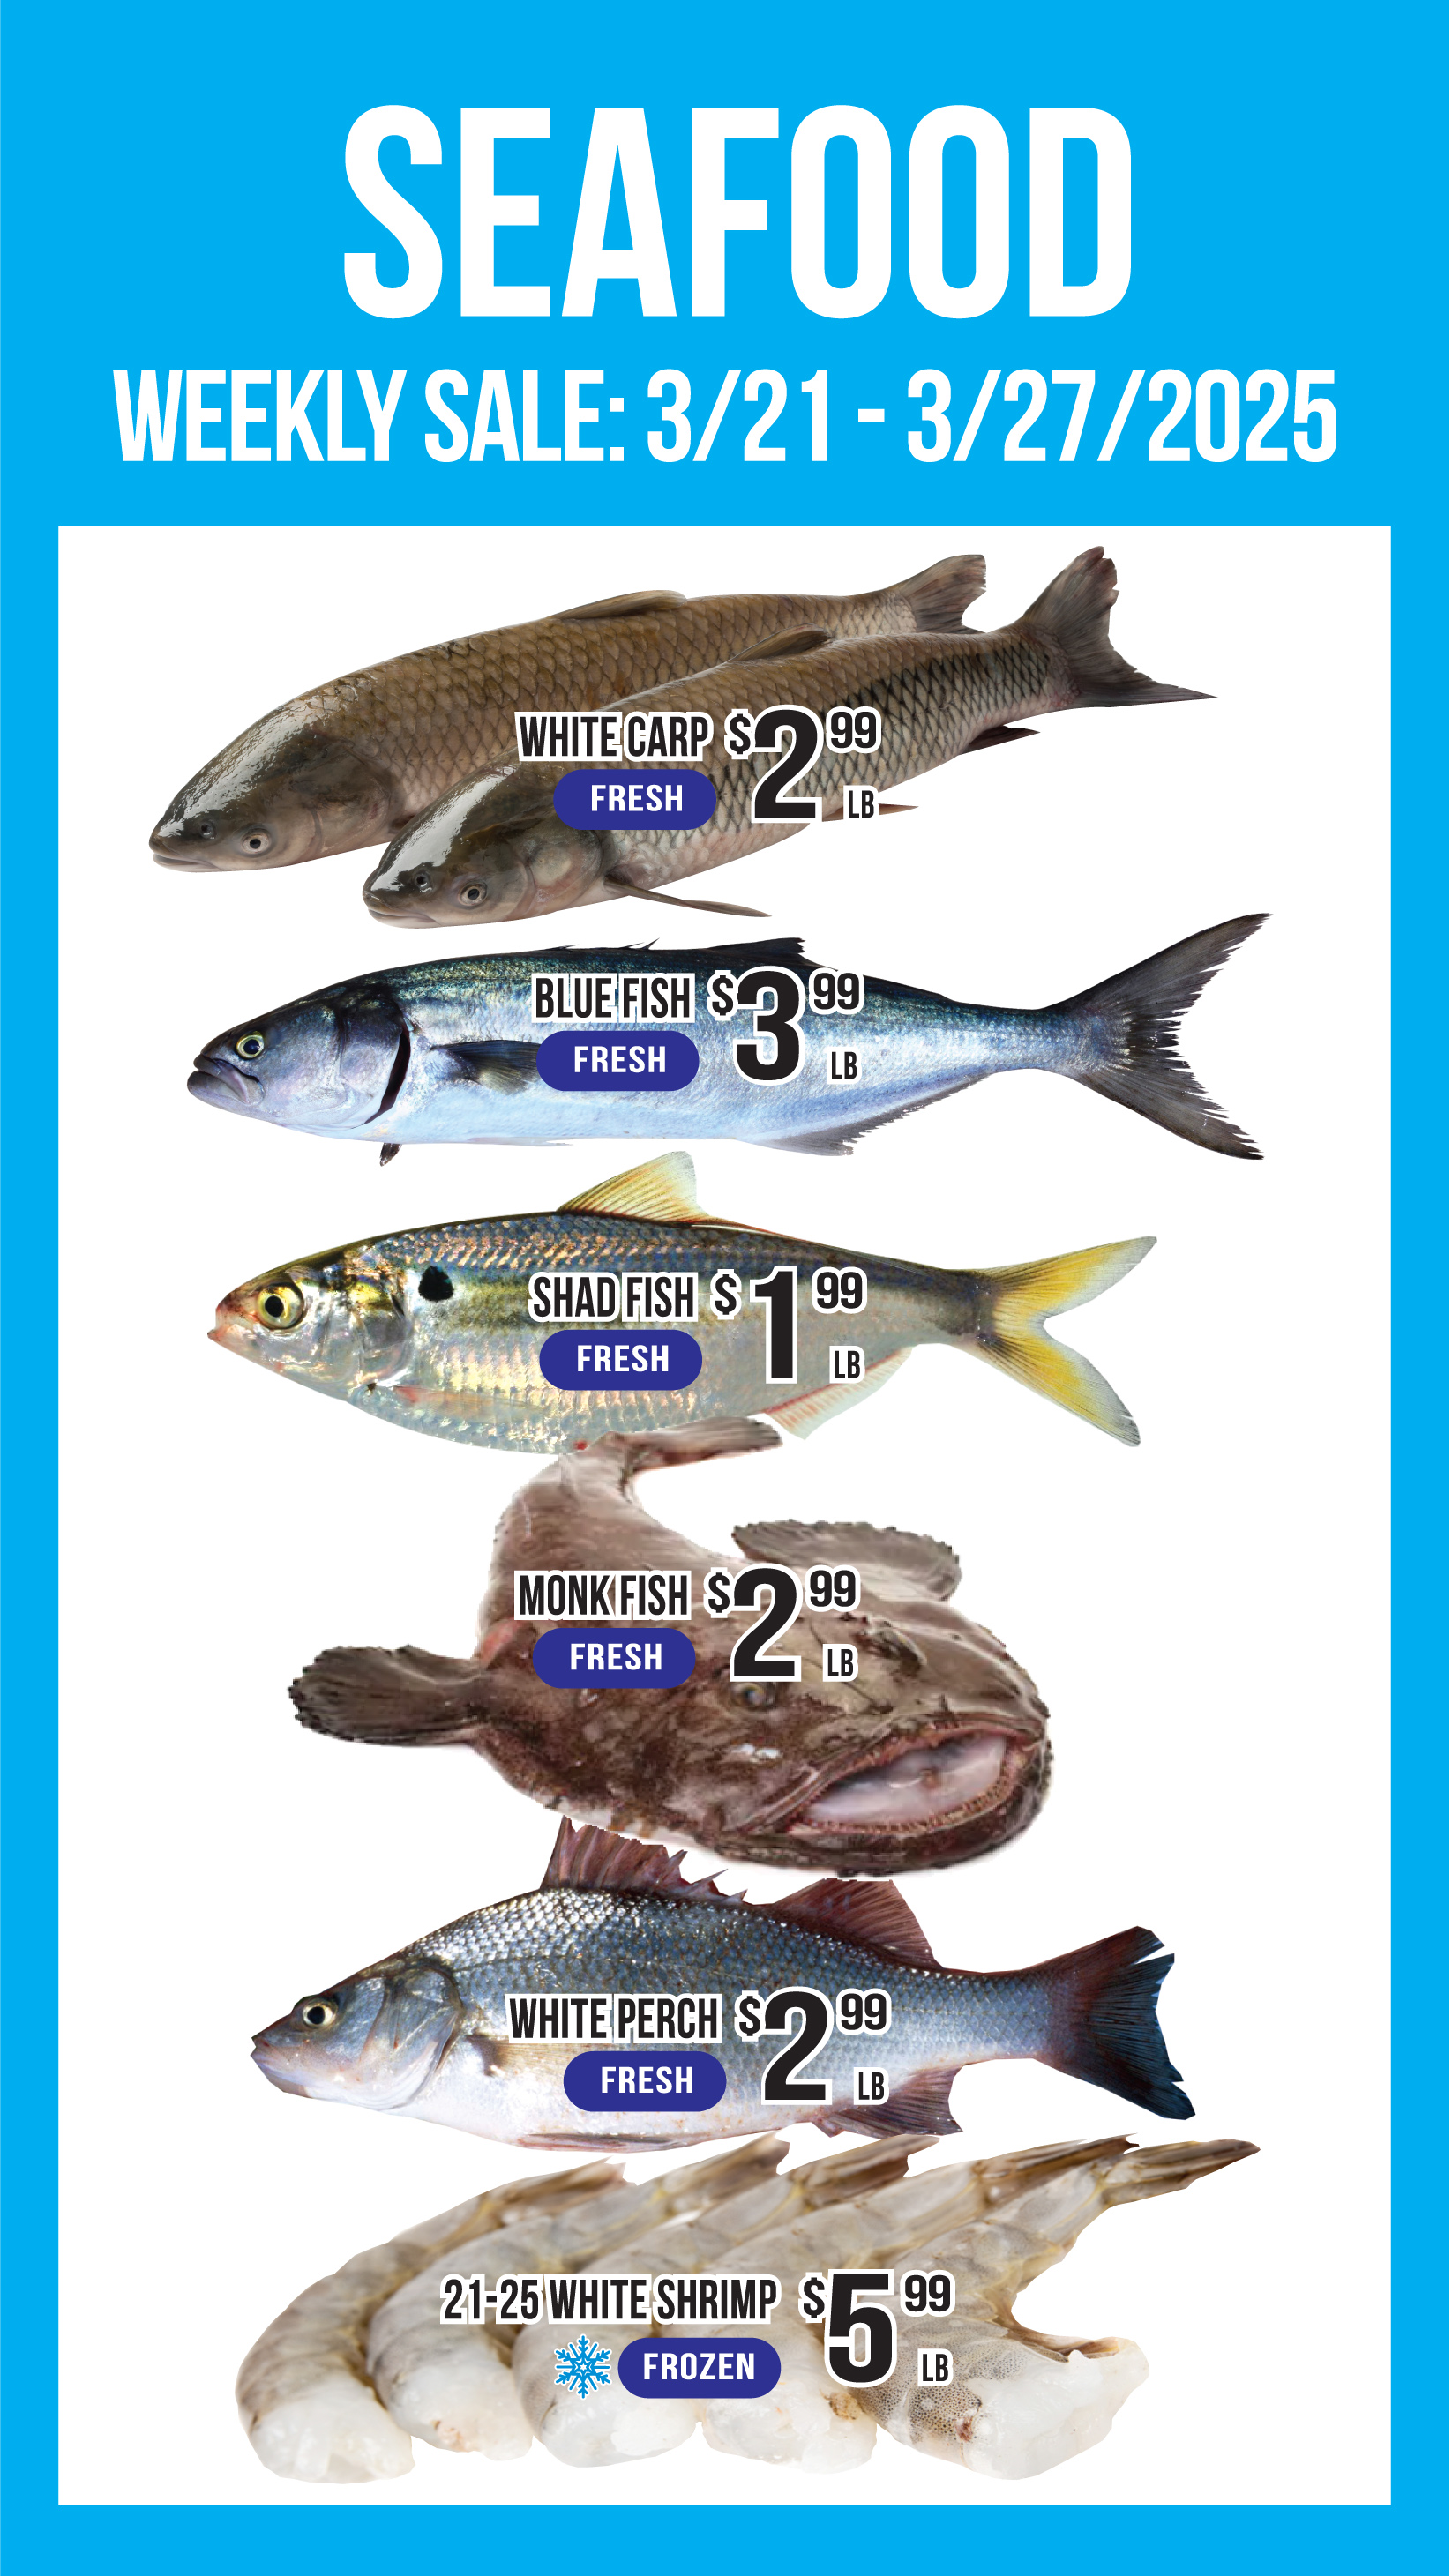 SEAFOOD
WEEKLY SALE: 3/21 - 3/27/2025
WHITE CARP $2 99
FRESH LB
BLUE FISH $3 99
FRESH LB
SHAD FISH $1 99
FRESH LB
MONK FISH $2 99
FRESH LB
WHITE PERCH $2 99
FRESH LB
21-25 WHITE SHRIMP $5 99
FROZEN LB